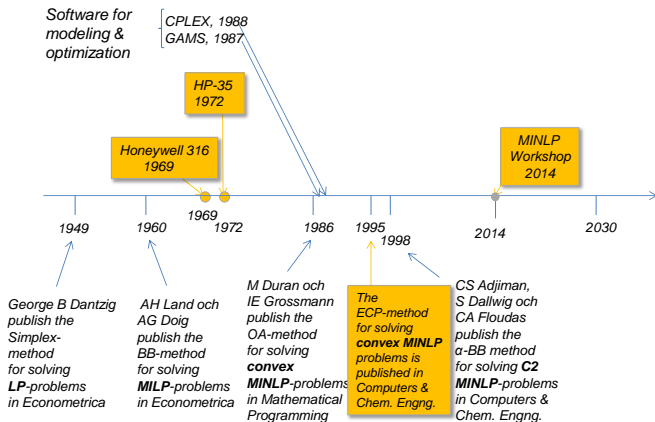 Software for
modeling &
optimization
CPLEX, 1988
GAMS, 1987
HP-35
1972
Honeywell 316
1969
MINLP
Workshop
2014
1949
1960
1969
1972
1986
1995
1998
2014
2030
George B Dantzig
publish the
Simplex-
method
for solving
LP-problems
in Econometrica
AH Land och
AG Doig
publish the
BB-method
for solving
MILP-problems
in Econometrica
M Duran och
IE Grossmann
publish the
OA-method
for solving
convex
MINLP-problems
in Mathematical
Programming
The
ECP-method
for solving
convex MINLP
problems is
published in
Computers &
Chem. Engng.
CS Adjiman,
S Dallwig och
CA Floudas
publish the
α-BB method
for solving C2
MINLP-problems
in Computers &
Chem. Engng.